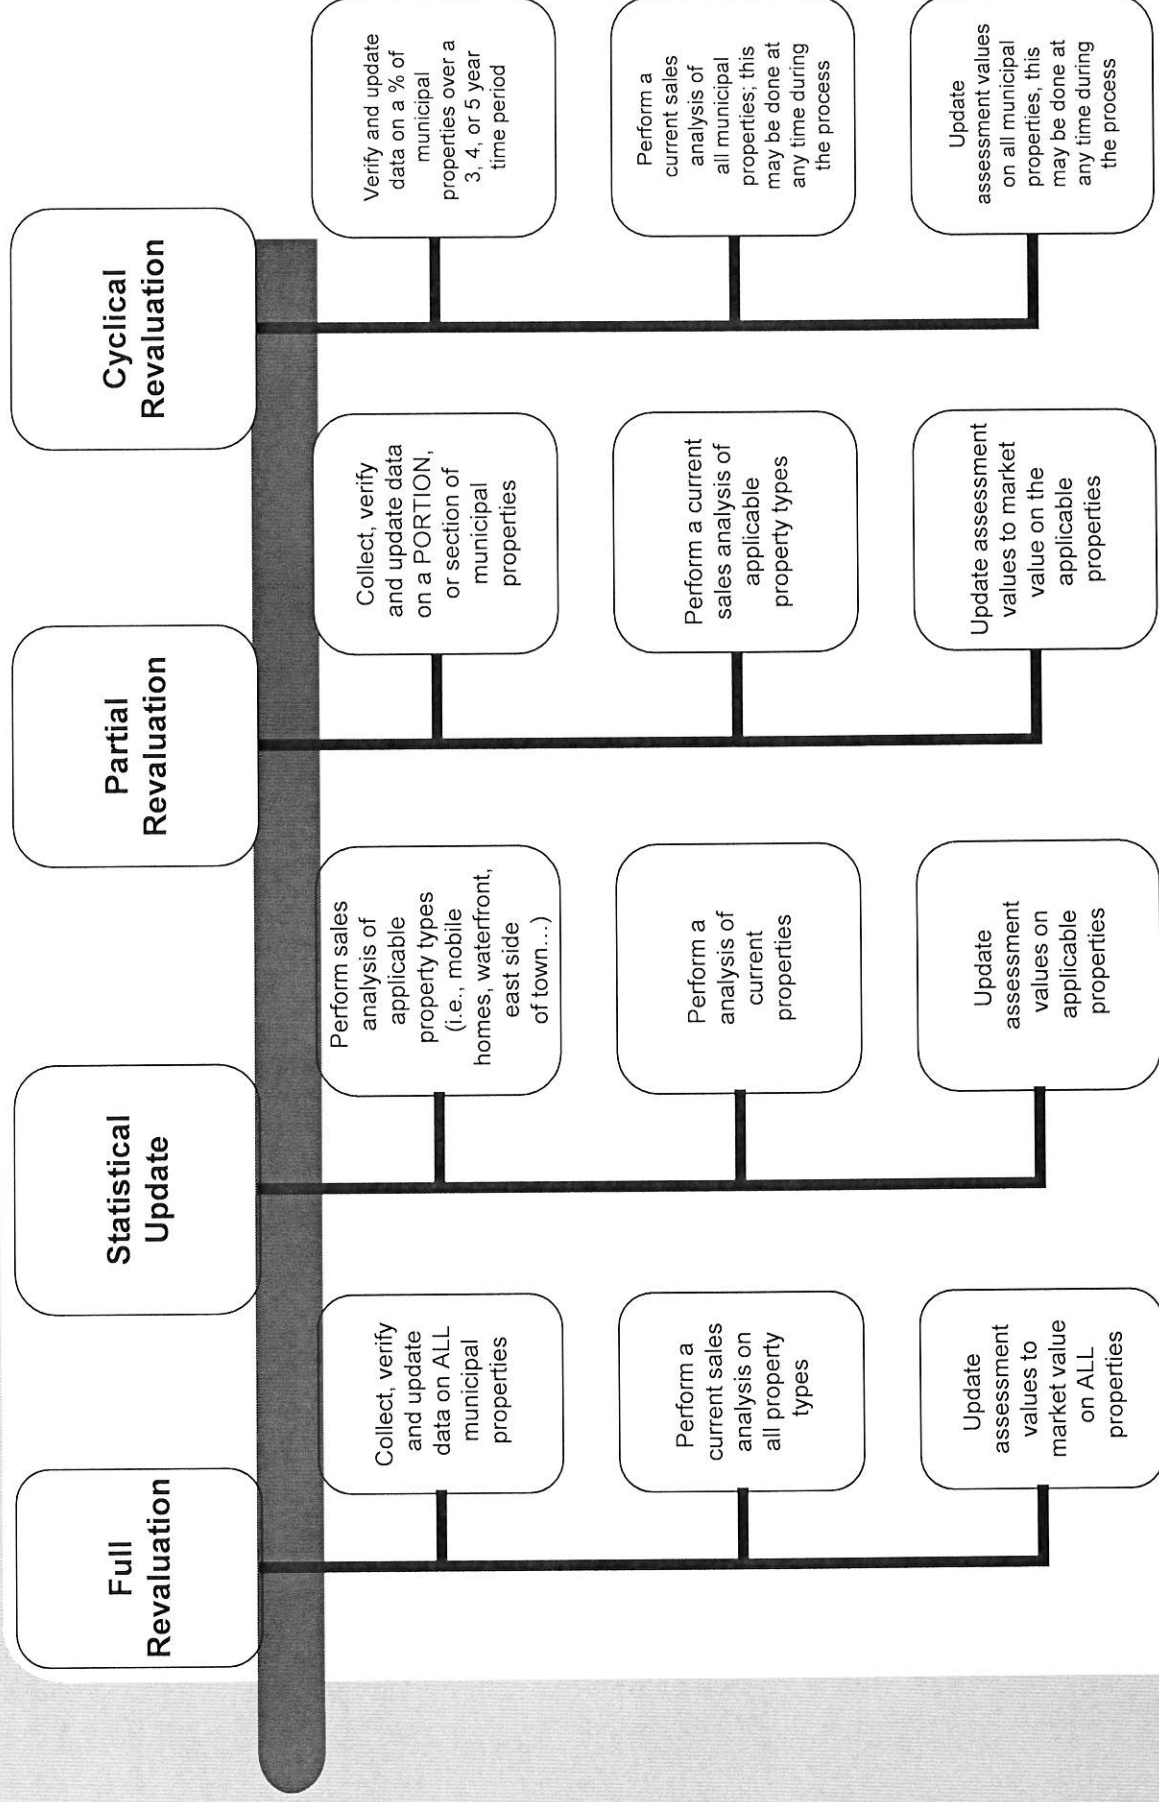 Full
Revaluation
Collect, verify
and update
data on ALL
municipal
properties
Perform a
current sales
analysis on
all property
types
Update
assessment
values to
market value
on ALL
properties
Statistical
Update
Perform sales
analysis of
applicable
property types
(i.e., mobile
homes, waterfront,
east side
of town...)
Perform a
analysis of
current
properties
Update
assessment
values on
applicable
properties
Partial
Revaluation
Collect, verify
and update data
on a PORTION,
or section of
municipal
properties
Perform a current
sales analysis of
applicable
property types
Update assessment
values to market
value on the
applicable
properties
Cyclical
Revaluation
Verify and update
data on a % of
municipal
properties over a
3, 4, or 5 year
time period
Perform a
current sales
analysis of
all municipal
properties; this
may be done at
any time during
the process
Update
assessment values
on all municipal
properties, this
may be done at
any time during
the process